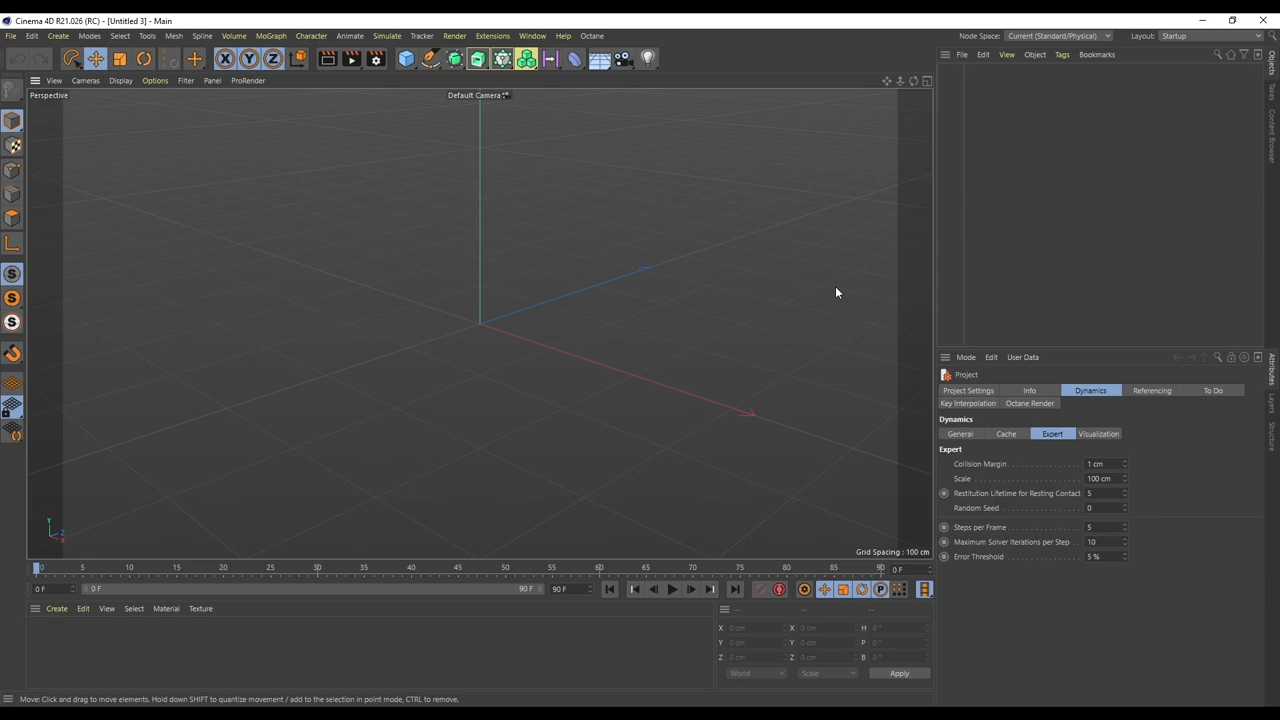 Cinema 4D R21.026 (RC) - [Untitled 3] - Main
File Edit Create Modes Select Tools Mesh Spline Volume MoGraph Character Animate Simulate Tracker Render Extensions Window Help Octane Node Space: Current (Standard/Physical) Layout: Startup
X Y Z
View Cameras Display Options Filter Panel ProRender
File Edit View Object Tags Bookmarks
Perspective
Default Camera
Objects
Takes
Content Browser
Y
Z
X
Grid Spacing : 100 cm
Mode Edit User Data
Project
Project Settings Info Dynamics Referencing To Do
Key Interpolation Octane Render
Dynamics
General Cache Expert Visualization
Expert
Collision Margin 1 cm
Scale 100 cm
Restitution Lifetime for Resting Contact 5
Random Seed 0
Steps per Frame 5
Maximum Solver Iterations per Step 10
Error Threshold 5 %
Attributes
Layers
Structure
0 5 10 15 20 25 30 35 40 45 50 55 60 65 70 75 80 85 90 0 F
0 F 0 F 90 F 90 F P
Create Edit View Select Material Texture
-- -- --
X 0 cm X 0 cm H 0 °
Y 0 cm Y 0 cm P 0 °
Z 0 cm Z 0 cm B 0 °
World Scale Apply
Move: Click and drag to move elements. Hold down SHIFT to quantize movement / add to the selection in point mode, CTRL to remove.